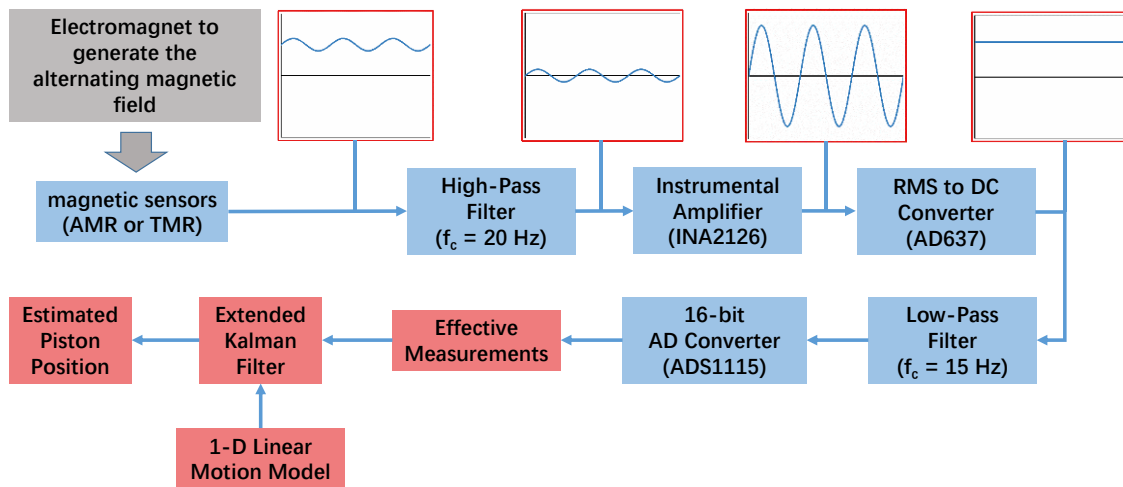 Electromagnet to
generate the
alternating magnetic
field
magnetic sensors
(AMR or TMR)
High-Pass
Filter
(fc = 20 Hz)
Instrumental
Amplifier
(INA2126)
RMS to DC
Converter
(AD637)
Estimated
Piston
Position
Extended
Kalman
Filter
Effective
Measurements
16-bit
AD Converter
(ADS1115)
Low-Pass
Filter
(fc = 15 Hz)
1-D Linear
Motion Model